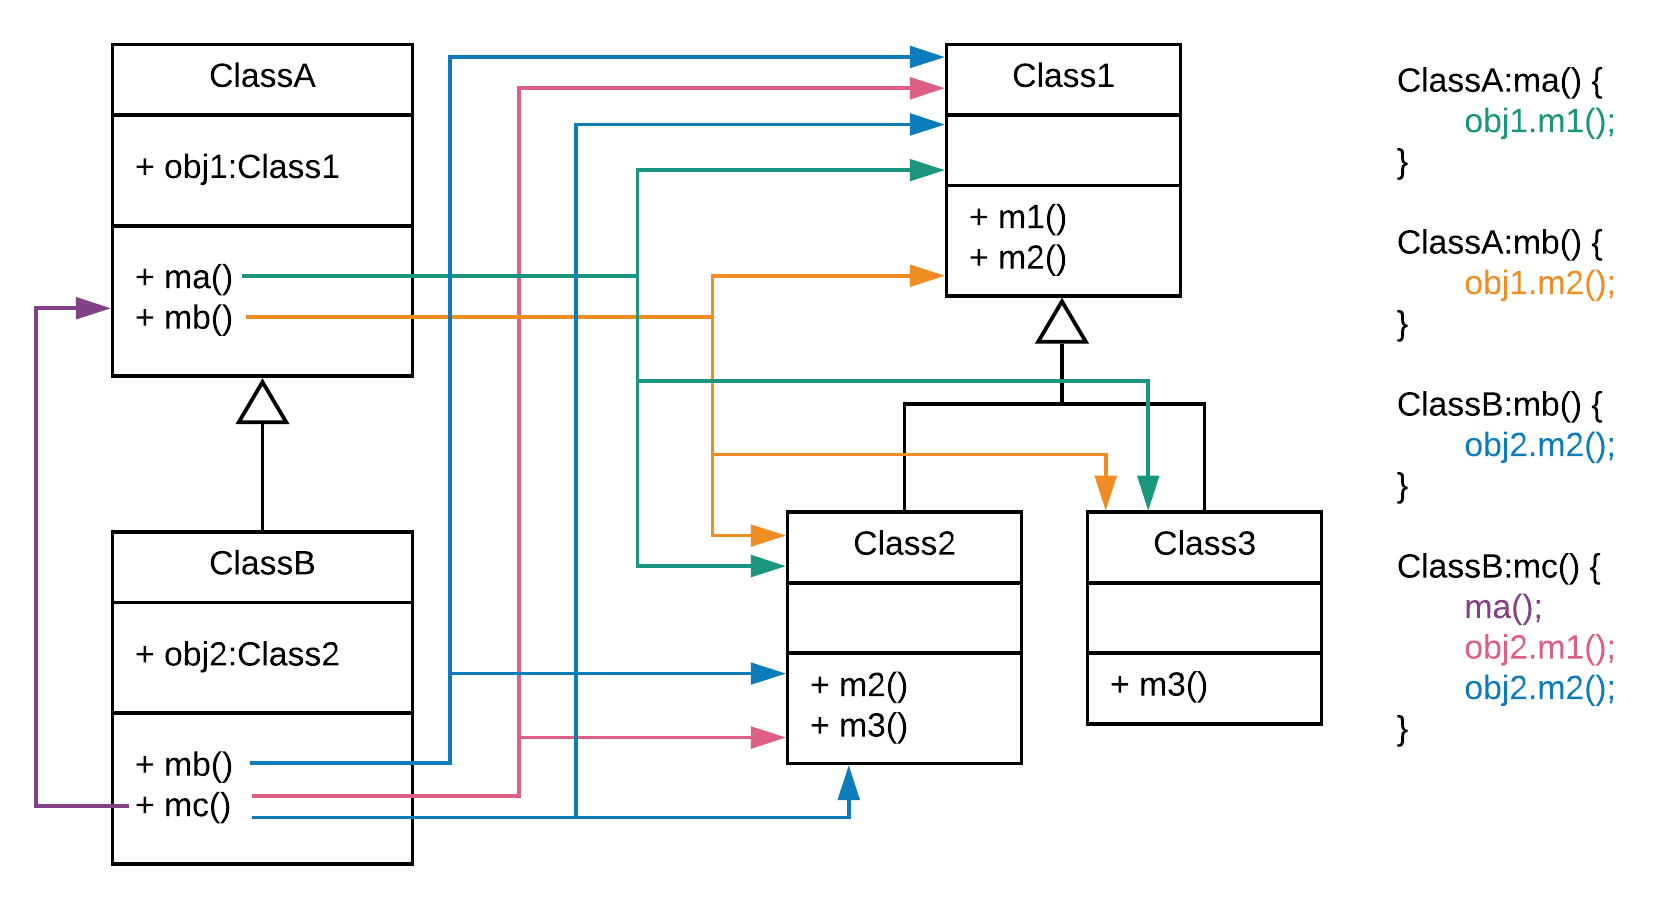 ClassA
+ obj1:Class1
+ ma()
+ mb()
ClassB
+ obj2:Class2
+ mb()
+ mc()
Class1
+ m1()
+ m2()
Class2
+ m2()
+ m3()
Class3
+ m3()
ClassA:ma() {
obj1.m1();
}
ClassA:mb() {
obj1.m2();
}
ClassB:mb() {
obj2.m2();
}
ClassB:mc() {
ma();
obj2.m1();
obj2.m2();
}